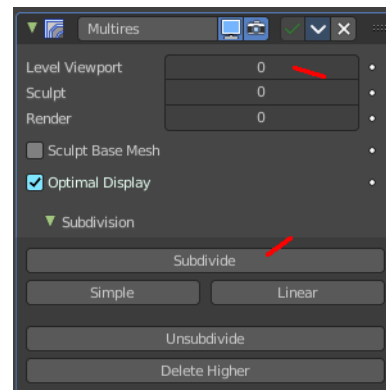 Multires
Level Viewport 0
Sculpt 0
Render 0
Sculpt Base Mesh
Optimal Display
Subdivision
Subdivide
Simple Linear
Unsubdivide
Delete Higher